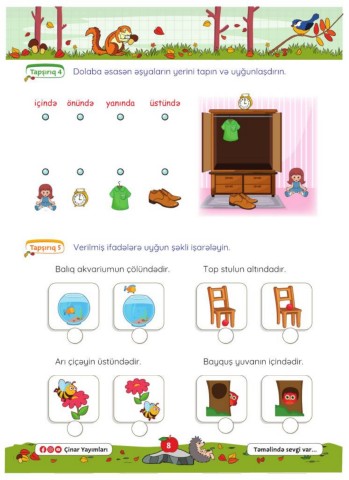 Tapşırıq 4
Dolaba əsasən əşyaların yerini tapın və uyğunlaşdırın.
içində önündə yanında üstündə
Tapşırıq 5
Verilmiş ifadələrə uyğun şəkli işarələyin.
Balıq akvariumun çölündədir. Top stulun altındadır.
Arı çiçəyin üstündədir. Bayquş yuvanın içindədir.
Çinar Yayımları 8 Təməlində sevgi var...